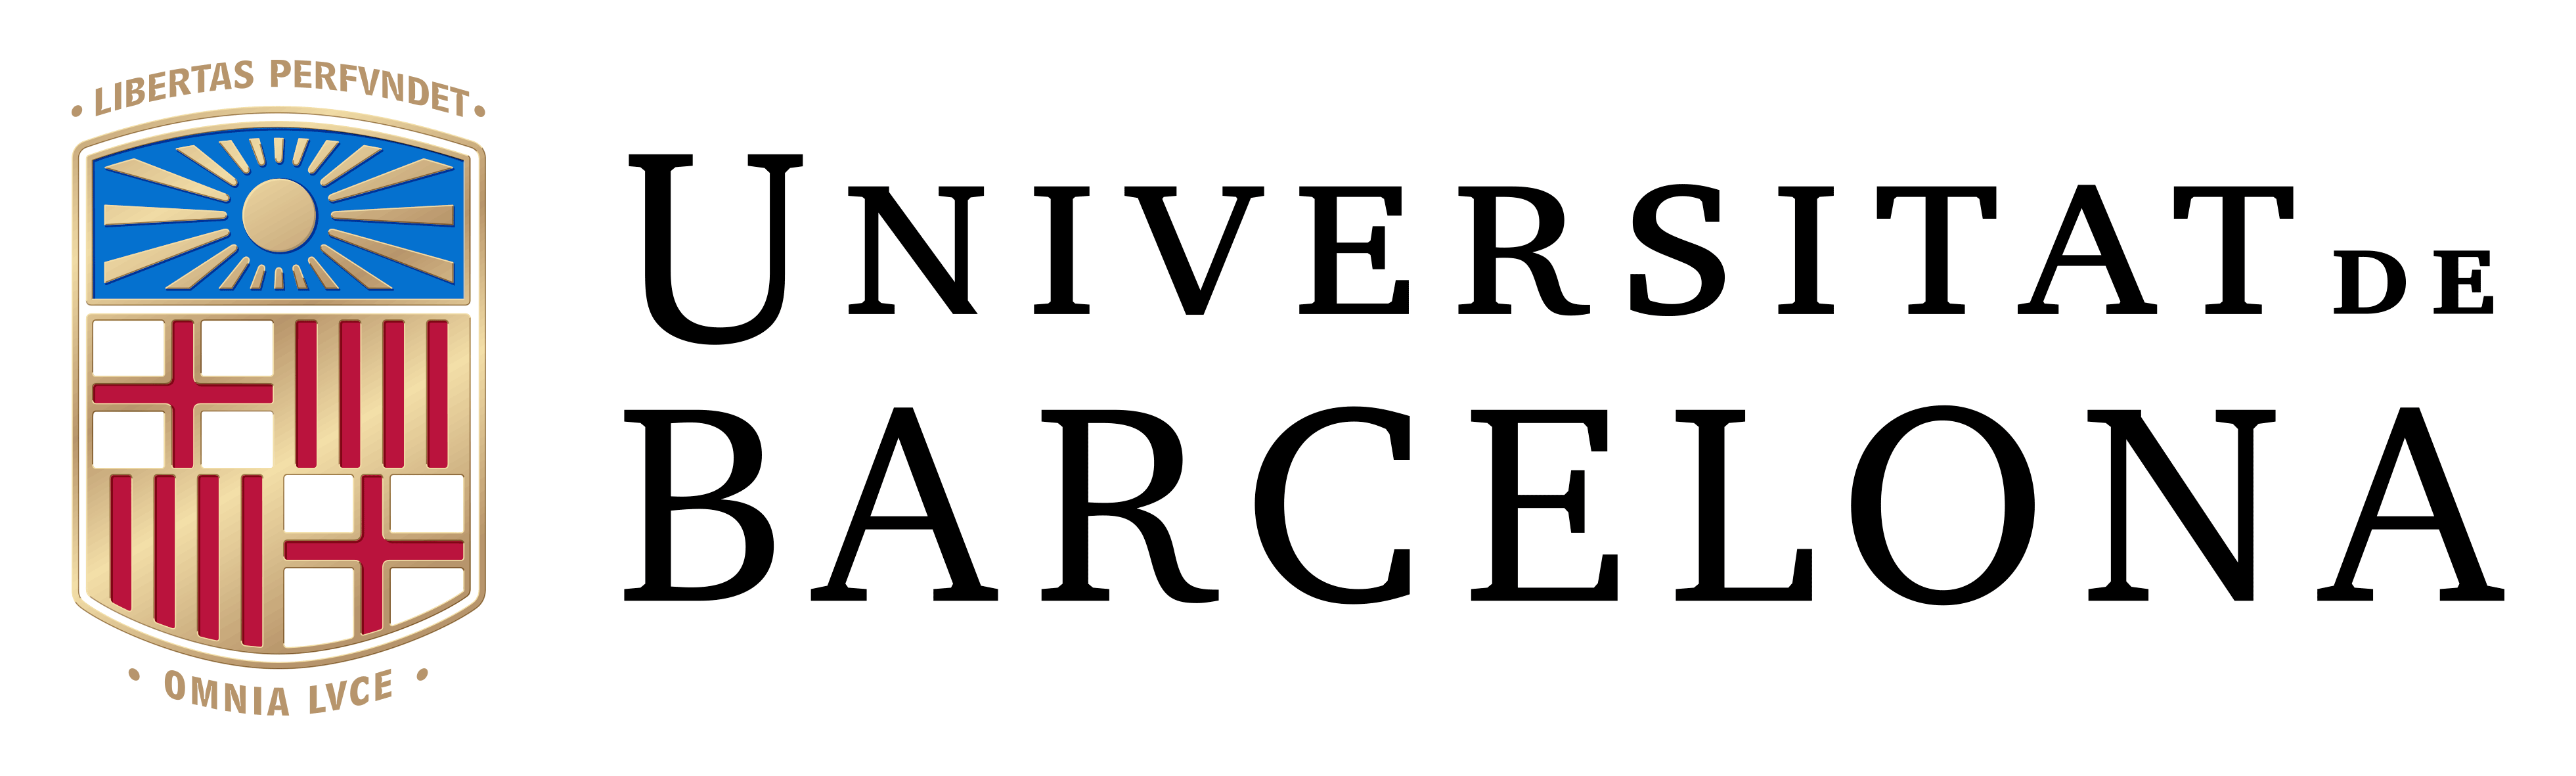 · LIBERTAS PERFVNDET ·
· OMNIA LVCE ·
UNIVERSITAT DE
BARCELONA